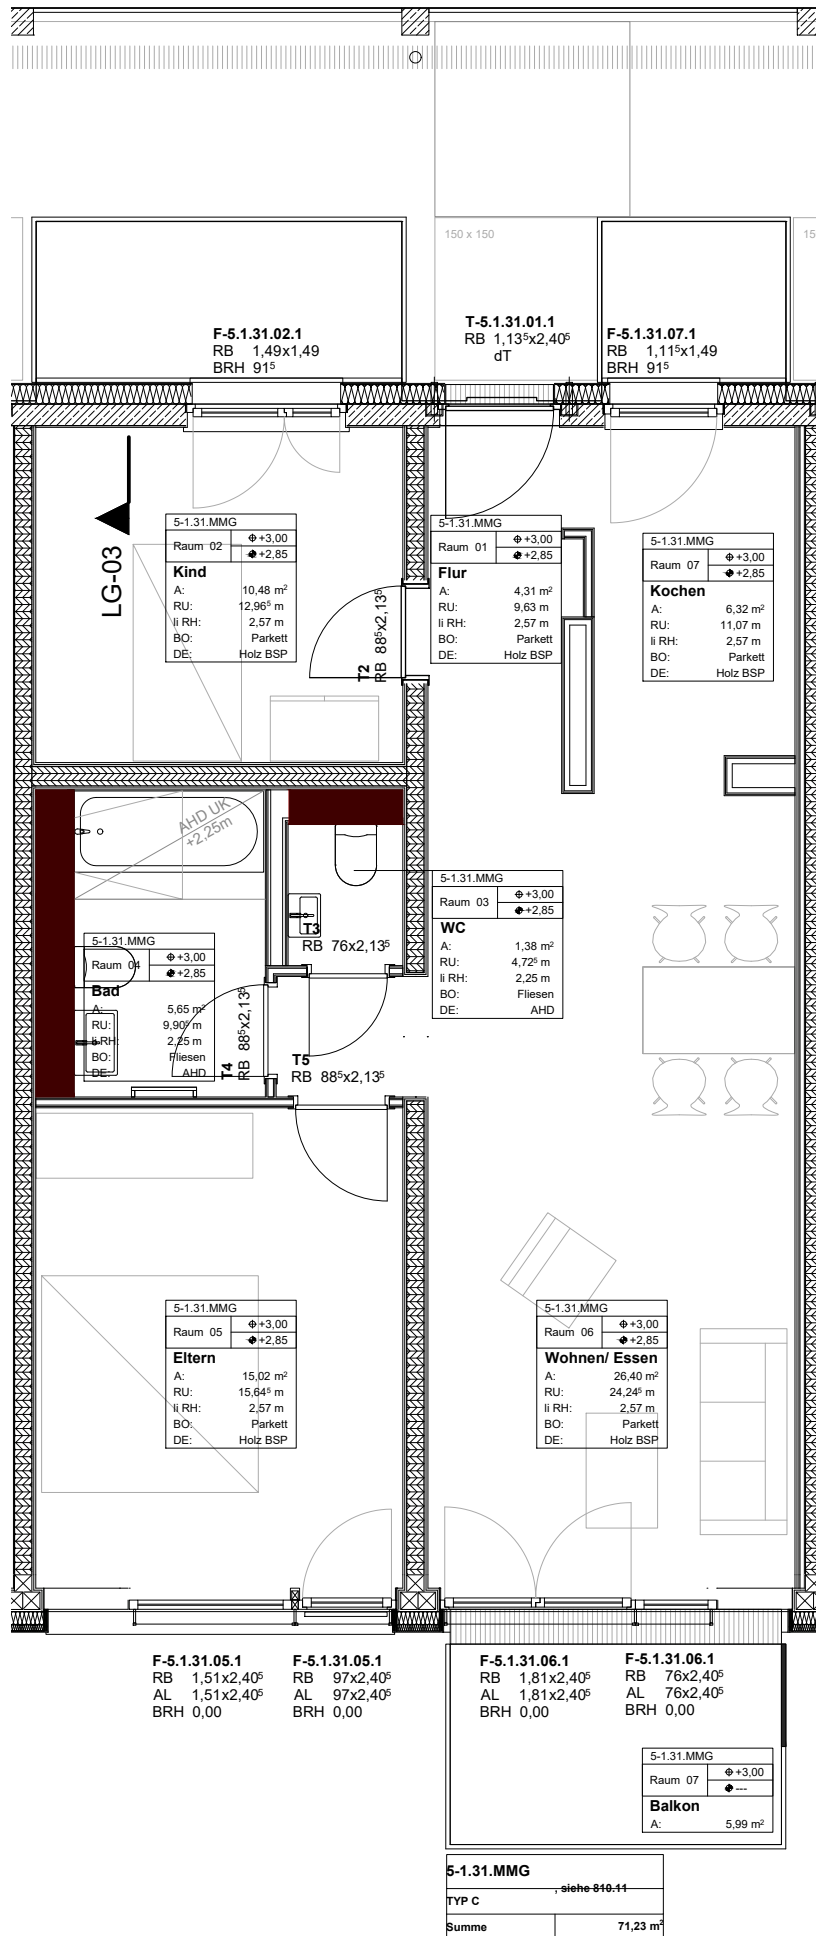 150 x 150
15
F-5.1.31.02.1
RB 1,49x1,49
BRH 91⁵
T-5.1.31.01.1
RB 1,13⁵x2,40⁵
dT
F-5.1.31.07.1
RB 1,11⁵x1,49
BRH 91⁵
LG-03
5-1.31.MMG
Raum 02
+3,00
+2,85
Kind
A: 10,48 m²
RU: 12,96⁵ m
li RH: 2,57 m
BO: Parkett
DE: Holz BSP
T2
RB 88⁵x2,13⁵
5-1.31.MMG
Raum 01
+3,00
+2,85
Flur
A: 4,31 m²
RU: 9,63 m
li RH: 2,57 m
BO: Parkett
DE: Holz BSP
5-1.31.MMG
Raum 07
+3,00
+2,85
Kochen
A: 6,32 m²
RU: 11,07 m
li RH: 2,57 m
BO: Parkett
DE: Holz BSP
AHD UK
+2,25m
T3
RB 76x2,13⁵
5-1.31.MMG
Raum 03
+3,00
+2,85
WC
A: 1,38 m²
RU: 4,72⁵ m
li RH: 2,25 m
BO: Fliesen
DE: AHD
5-1.31.MMG
Raum 04
+3,00
+2,85
Bad
A: 5,65 m²
RU: 9,90⁵ m
li RH: 2,25 m
BO: Fliesen
DE: AHD
T4
RB 88⁵x2,13⁵
T5
RB 88⁵x2,13⁵
5-1.31.MMG
Raum 05
+3,00
+2,85
Eltern
A: 15,02 m²
RU: 15,64⁵ m
li RH: 2,57 m
BO: Parkett
DE: Holz BSP
5-1.31.MMG
Raum 06
+3,00
+2,85
Wohnen/ Essen
A: 26,40 m²
RU: 24,24⁵ m
li RH: 2,57 m
BO: Parkett
DE: Holz BSP
F-5.1.31.05.1
RB 1,51x2,40⁵
AL 1,51x2,40⁵
BRH 0,00
F-5.1.31.05.1
RB 97x2,40⁵
AL 97x2,40⁵
BRH 0,00
F-5.1.31.06.1
RB 1,81x2,40⁵
AL 1,81x2,40⁵
BRH 0,00
F-5.1.31.06.1
RB 76x2,40⁵
AL 76x2,40⁵
BRH 0,00
5-1.31.MMG
Raum 07
+3,00
---
Balkon
A: 5,99 m²
5-1.31.MMG
, siehe 810.11
TYP C
Summe 71,23 m²